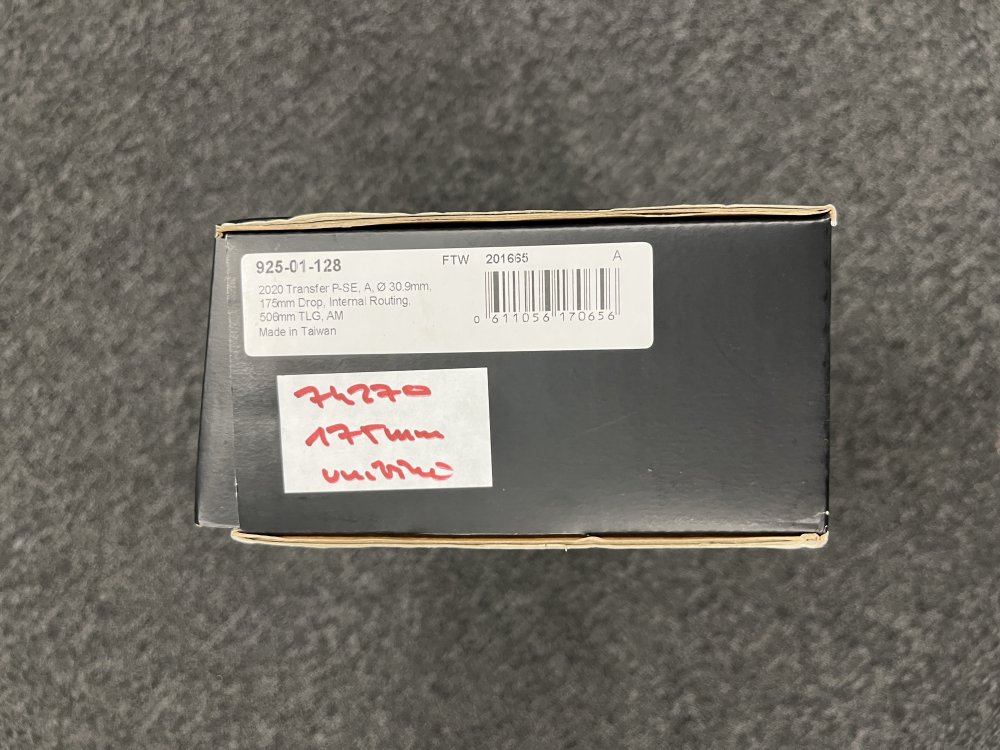 925-01-128 FTW 201665 A
2020 Transfer P-SE, A, Ø 30.9mm,
175mm Drop, Internal Routing,
506mm TLG, AM
Made in Taiwan
0 611056 170656
74270
175mm